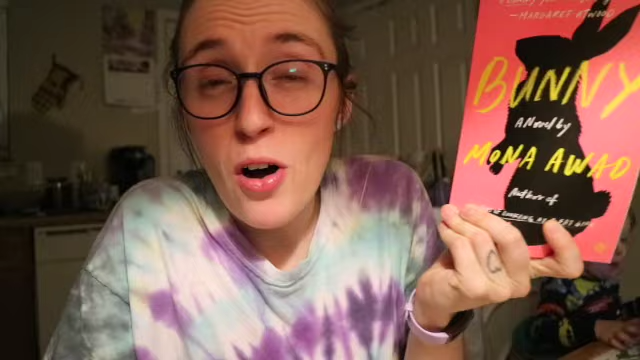 —MARGARET ATWOOD
BUNNY
A Novel by
MONA AWAD
Author of